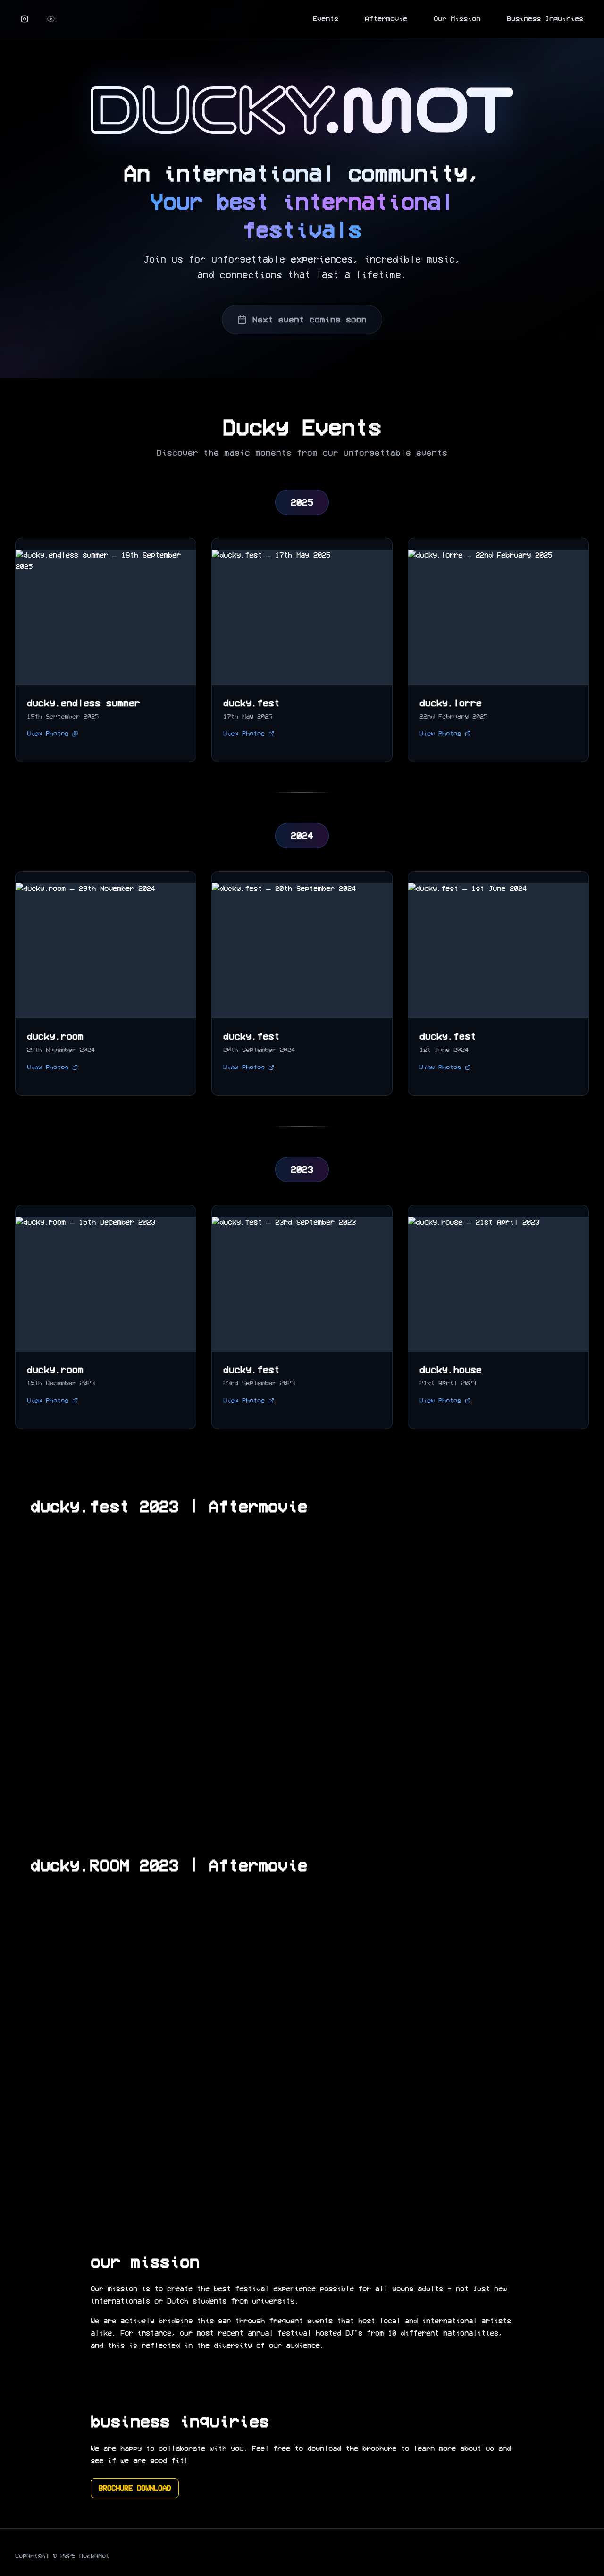 Events Aftermovie Our Mission Business Inquiries
DUCKY.MOT
An international community,
Your best international
festivals
Join us for unforgettable experiences, incredible music,
and connections that last a lifetime.
Next event coming soon
Ducky Events
Discover the magic moments from our unforgettable events
2025
ducky.endless summer – 19th September
2025
ducky.endless summer
19th September 2025
View Photos
ducky.fest – 17th May 2025
ducky.fest
17th May 2025
View Photos
ducky.lorre – 22nd February 2025
ducky.lorre
22nd February 2025
View Photos
2024
ducky.room – 29th November 2024
ducky.room
29th November 2024
View Photos
ducky.fest – 20th September 2024
ducky.fest
20th September 2024
View Photos
ducky.fest – 1st June 2024
ducky.fest
1st June 2024
View Photos
2023
ducky.room – 15th December 2023
ducky.room
15th December 2023
View Photos
ducky.fest – 23rd September 2023
ducky.fest
23rd September 2023
View Photos
ducky.house – 21st April 2023
ducky.house
21st April 2023
View Photos
ducky.fest 2023 | Aftermovie
ducky.ROOM 2023 | Aftermovie
our mission
Our mission is to create the best festival experience possible for all young adults - not just new
internationals or Dutch students from university.
We are actively bridging this gap through frequent events that host local and international artists
alike. For instance, our most recent annual festival hosted DJ's from 10 different nationalities,
and this is reflected in the diversity of our audience.
business inquiries
We are happy to collaborate with you. Feel free to download the brochure to learn more about us and
see if we are good fit!
BROCHURE DOWNLOAD
Copyright © 2025 DuckyMot